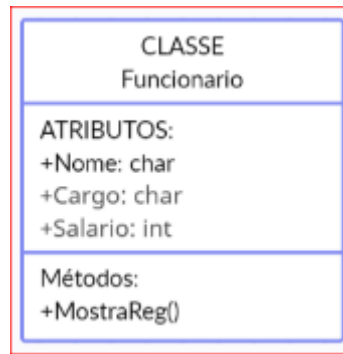 CLASSE
Funcionario
ATRIBUTOS:
+Nome: char
+Cargo: char
+Salario: int
Métodos:
+MostraReg()